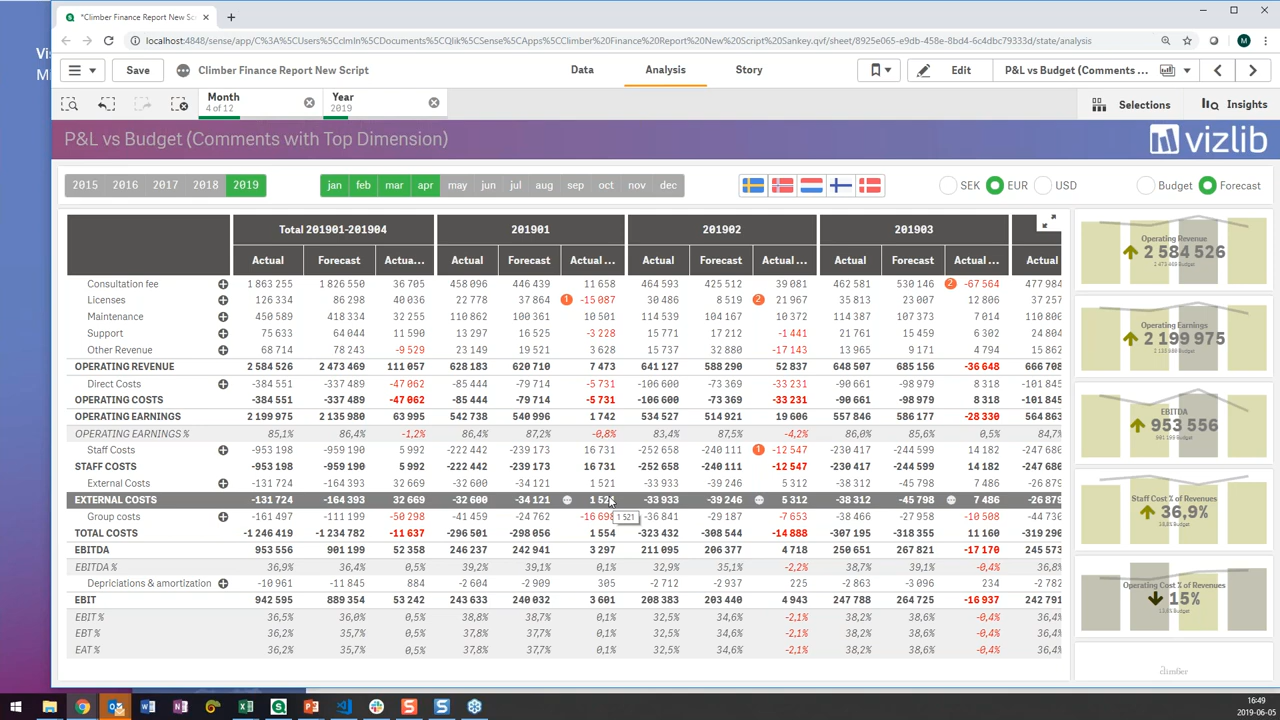 Vis
M
*Climber Finance Report New Scr
localhost:4848/sense/app/C%3A%5CUsers%5Cclmln%5CDocuments%5CQlik%5CSense%5CApps%5CClimber%20Finance%20Report%20New%20Script%20Sankey.qvf/sheet/8925e065-e9db-458e-8bd4-6c4dbc79333d/state/analysis
M
Save
Climber Finance Report New Script
Data
Analysis
Story
Edit
P&L vs Budget (Comments ...
Month
4 of 12
Year
2019
Selections
Insights
P&L vs Budget (Comments with Top Dimension)
vizlib
2015 2016 2017 2018 2019
jan feb mar apr may jun jul aug sep oct nov dec
SEK EUR USD
Budget Forecast
Total 201901-201904 201901 201902 201903
Actual Forecast Actua... Actual Forecast Actual ... Actual Forecast Actual ... Actual Forecast Actual ... Actual
Consultation fee 1 863 255 1 826 550 36 705 458 096 446 439 11 658 464 593 425 512 39 081 462 583 530 146 2 -67 564 477 984
Licenses 126 334 86 298 40 036 22 778 37 864 1 -15 087 30 486 8 519 2 21 967 35 813 23 007 12 806 37 257
Maintenance 450 589 418 334 32 255 110 862 100 361 10 501 114 539 104 167 10 372 114 387 107 373 7 014 110 800
Support 75 633 64 044 11 590 13 297 16 525 -3 228 15 771 17 212 -1 441 21 761 15 459 6 302 24 804
Other Revenue 68 714 78 243 -9 529 23 149 19 521 3 628 15 737 32 880 -17 143 13 965 9 171 4 794 15 862
OPERATING REVENUE 2 584 526 2 473 469 111 057 628 183 620 710 7 473 641 127 588 290 52 837 648 507 685 156 -36 648 666 708
Direct Costs -384 551 -337 489 -47 062 -85 444 -79 714 -5 731 -106 600 -73 369 -33 231 -90 661 -98 979 8 318 -101 845
OPERATING COSTS -384 551 -337 489 -47 062 -85 444 -79 714 -5 731 -106 600 -73 369 -33 231 -90 661 -98 979 8 318 -101 845
OPERATING EARNINGS 2 199 975 2 135 980 63 995 542 738 540 996 1 742 534 527 514 921 19 606 557 846 586 177 -28 330 564 863
OPERATING EARNINGS % 85,1% 86,4% -1,2% 86,4% 87,2% -0,8% 83,4% 87,5% -4,2% 86,0% 85,6% 0,5% 84,7
Staff Costs -953 198 -959 190 5 992 -222 442 -239 173 16 731 -252 658 -240 111 1 -12 547 -230 417 -244 599 14 182 -247 680
STAFF COSTS -953 198 -959 190 5 992 -222 442 -239 173 16 731 -252 658 -240 111 -12 547 -230 417 -244 599 14 182 -247 680
External Costs -131 724 -164 393 32 669 -32 600 -34 121 1 521 -33 933 -39 246 5 312 -38 312 -45 798 7 486 -26 879
EXTERNAL COSTS -131 724 -164 393 32 669 -32 600 -34 121 1 521 -33 933 -39 246 5 312 -38 312 -45 798 7 486 -26 879
1 521
Group costs -161 497 -111 199 -50 298 -41 459 -24 762 -16 698 -36 841 -29 187 -7 653 -38 466 -27 958 -10 508 -44 730
TOTAL COSTS -1 246 419 -1 234 782 -11 637 -296 501 -298 056 1 554 -323 432 -308 544 -14 888 -307 195 -318 355 11 160 -319 290
EBITDA 953 556 901 199 52 358 246 237 242 941 3 297 211 095 206 377 4 718 250 651 267 821 -17 170 245 573
EBITDA % 36,9% 36,4% 0,5% 39,2% 39,1% 0,1% 32,9% 35,1% -2,2% 38,7% 39,1% -0,4% 36,8
Depriciations & amortization -10 961 -11 845 884 -2 604 -2 909 305 -2 712 -2 937 225 -2 863 -3 096 234 -2 782
EBIT 942 595 889 354 53 242 243 633 240 032 3 601 208 383 203 440 4 943 247 788 264 725 -16 937 242 791
EBIT % 36,5% 36,0% 0,5% 38,8% 38,7% 0,1% 32,5% 34,6% -2,1% 38,2% 38,6% -0,4% 36,4
EBT % 36,2% 35,7% 0,5% 37,8% 37,7% 0,1% 32,5% 34,6% -2,1% 38,2% 38,6% -0,4% 36,4
EAT % 36,2% 35,7% 0,5% 37,8% 37,7% 0,1% 32,5% 34,6% -2,1% 38,2% 38,6% -0,4% 36,4
Operating Revenue
2 584 526
2 473 469 Budget
Operating Earnings
2 199 975
EBITDA
953 556
901 199 Budget
Staff Cost % of Revenues
36,9%
Operating Cost % of Revenues
15%
climber
16:49
2019-06-05